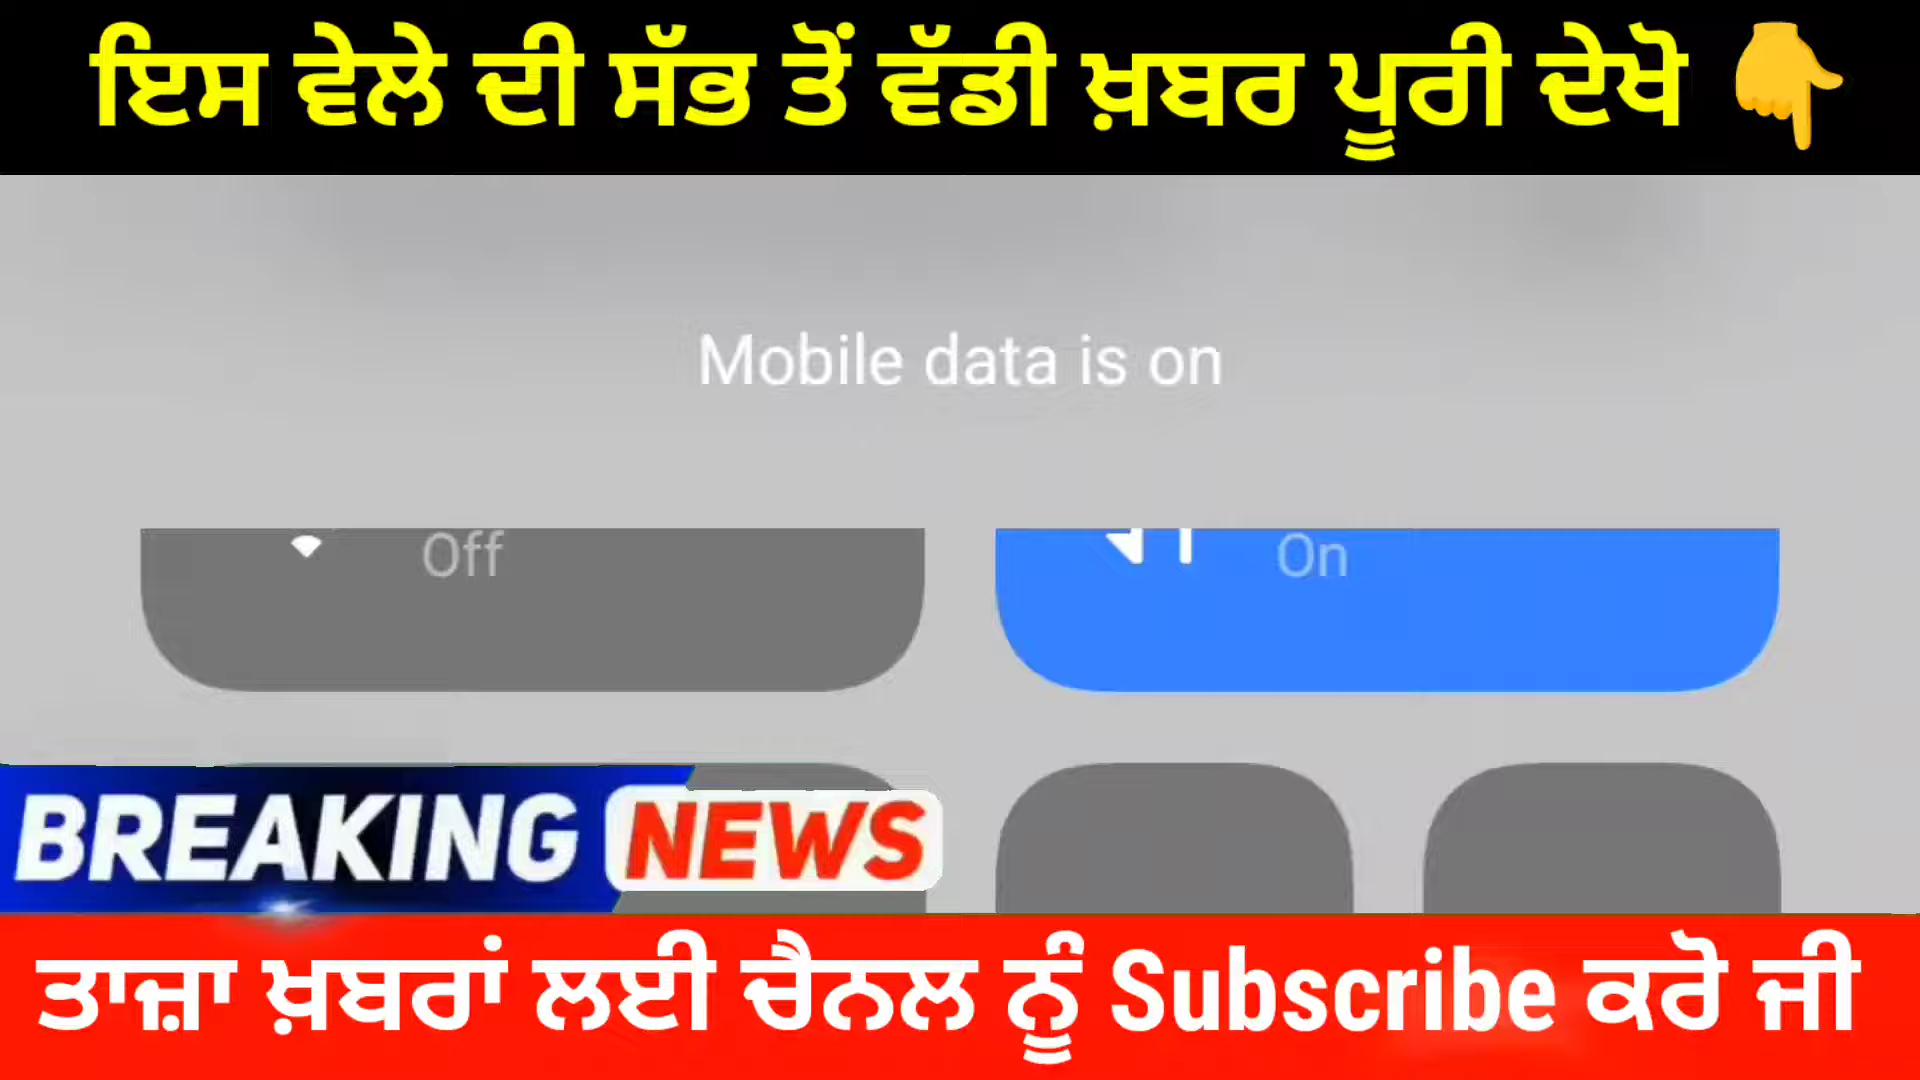 ਇਸ ਵੇਲੇ ਦੀ ਸੱਭ ਤੋਂ ਵੱਡੀ ਖ਼ਬਰ ਪੂਰੀ ਦੇਖੋ 👇
Mobile data is on
Off On
BREAKING NEWS
ਤਾਜ਼ਾ ਖ਼ਬਰਾਂ ਲਈ ਚੈਨਲ ਨੂੰ Subscribe ਕਰੋ ਜੀ